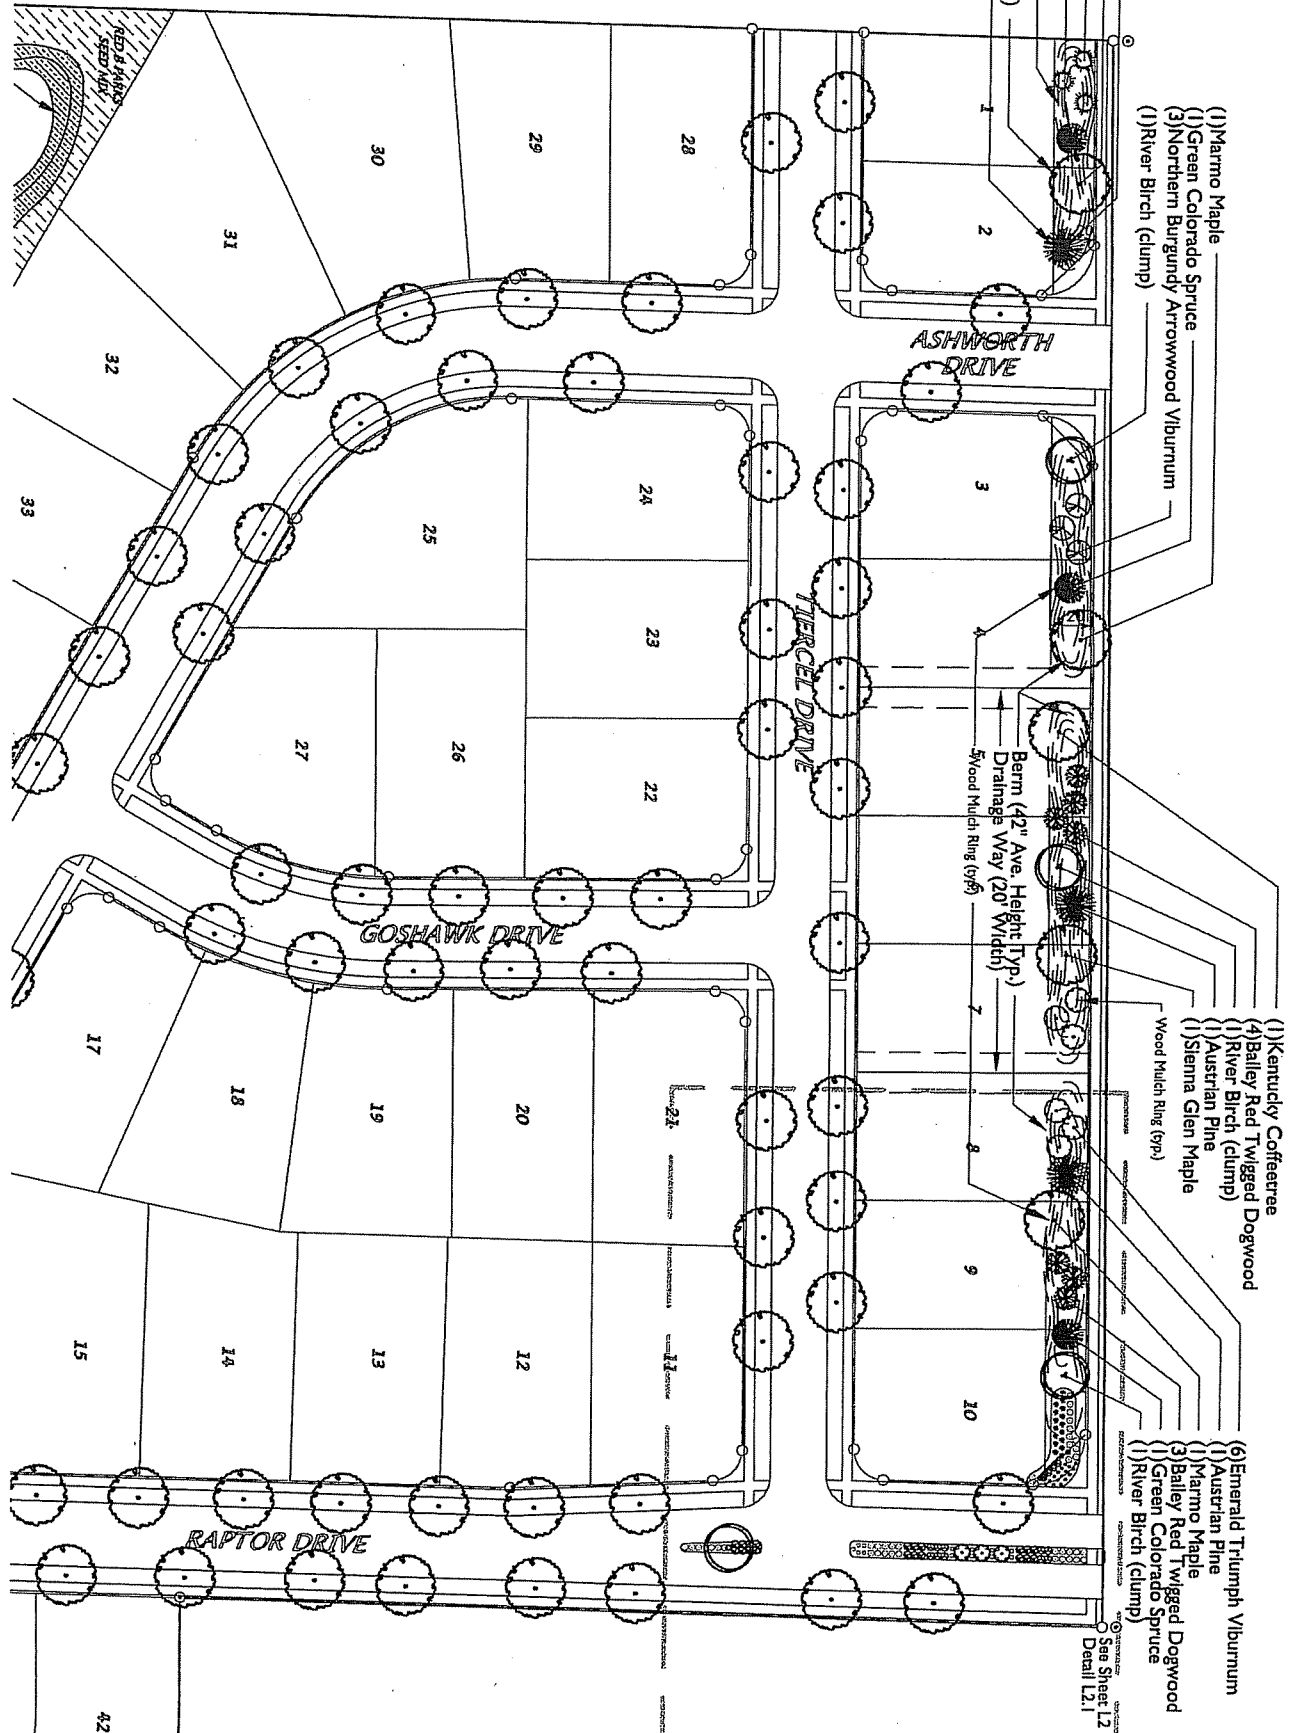 (1)Marmo Maple
(1)Green Colorado Spruce
(3)Northern Burgundy Arrowwood Viburnum
(1)River Birch (clump)
(1)Kentucky Coffeetree
(4)Bailey Red Twigged Dogwood
(1)River Birch (clump)
(1)Austrian Pine
(1)Sienna Glen Maple
Wood Mulch Ring (typ.)
(6)Emerald Triumph Viburnum
(1)Austrian Pine
(1)Marmo Maple
(3)Bailey Red Twigged Dogwood
(1)Green Colorado Spruce
(1)River Birch (clump)
See Sheet L2
Detail L2.1
)
1
2
3
4
5
6
7
8
9
10
Berm (42" Ave. Height Typ.)
Drainage Way (20' Width)
Wood Mulch Ring (typ.)
ASHWORTH
DRIVE
TIERCEL DRIVE
GOSHAWK DRIVE
RAPTOR DRIVE
28
29
30
31
32
33
24
23
22
25
26
27
21
20
19
18
17
11
12
13
14
15
42
RED B PARKS
SEED MIX